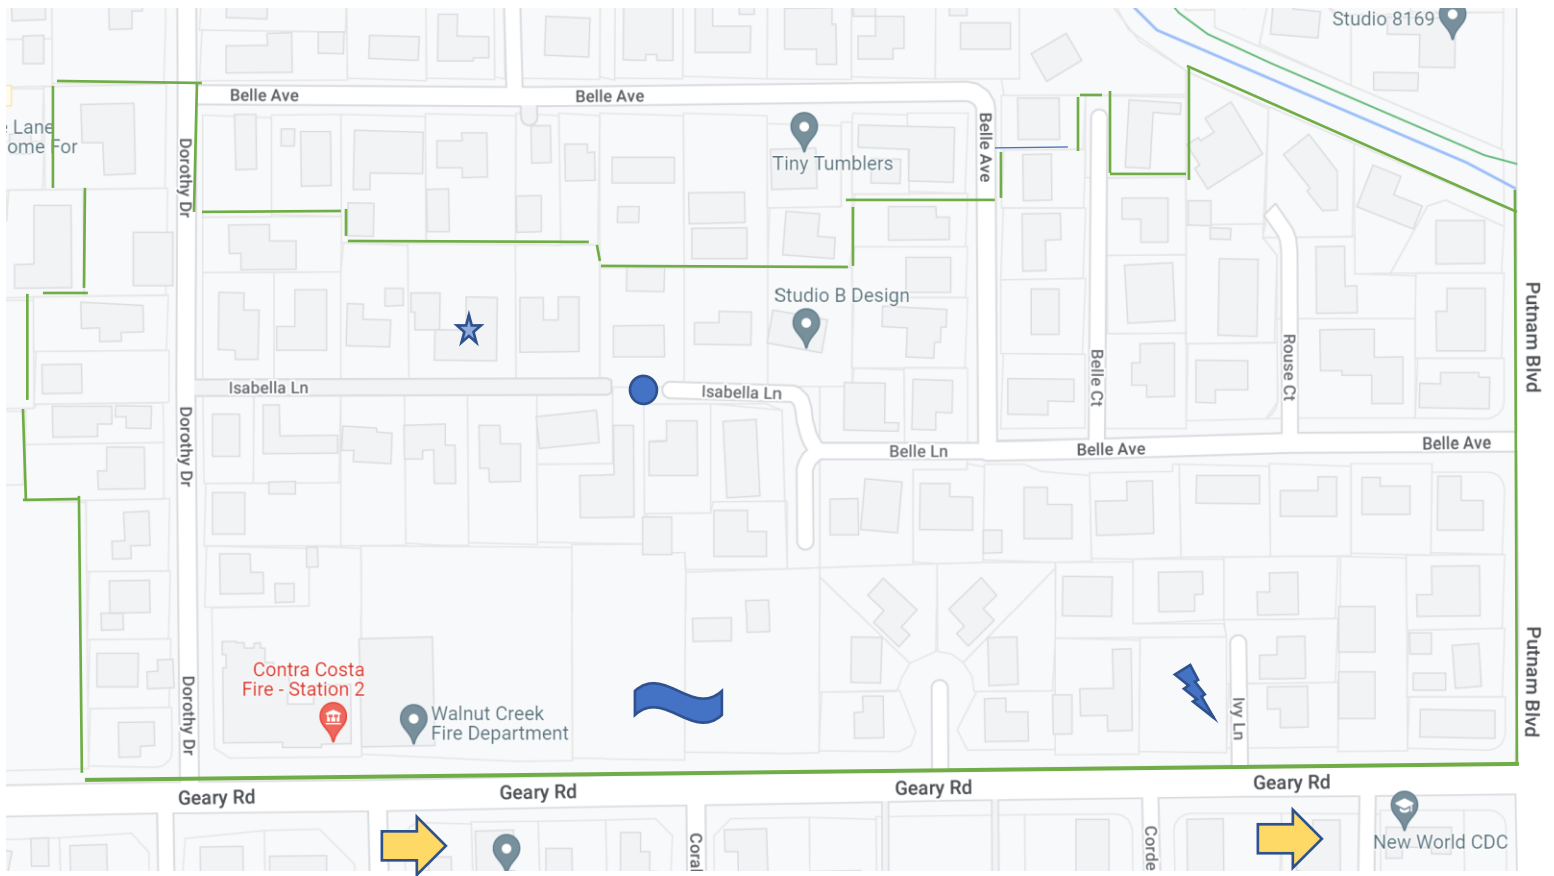 Studio 8169
Belle Ave
Belle Ave
e Lane
ome For
Dorothy Dr
Belle Ave
Tiny Tumblers
Studio B Design
Putnam Blvd
Isabella Ln
Isabella Ln
Belle Ct
Rouse Ct
Dorothy Dr
Belle Ln
Belle Ave
Belle Ave
Contra Costa
Fire - Station 2
Walnut Creek
Fire Department
Dorothy Dr
Ivy Ln
Putnam Blvd
Geary Rd
Geary Rd
Geary Rd
Geary Rd
Coral
Corde
New World CDC